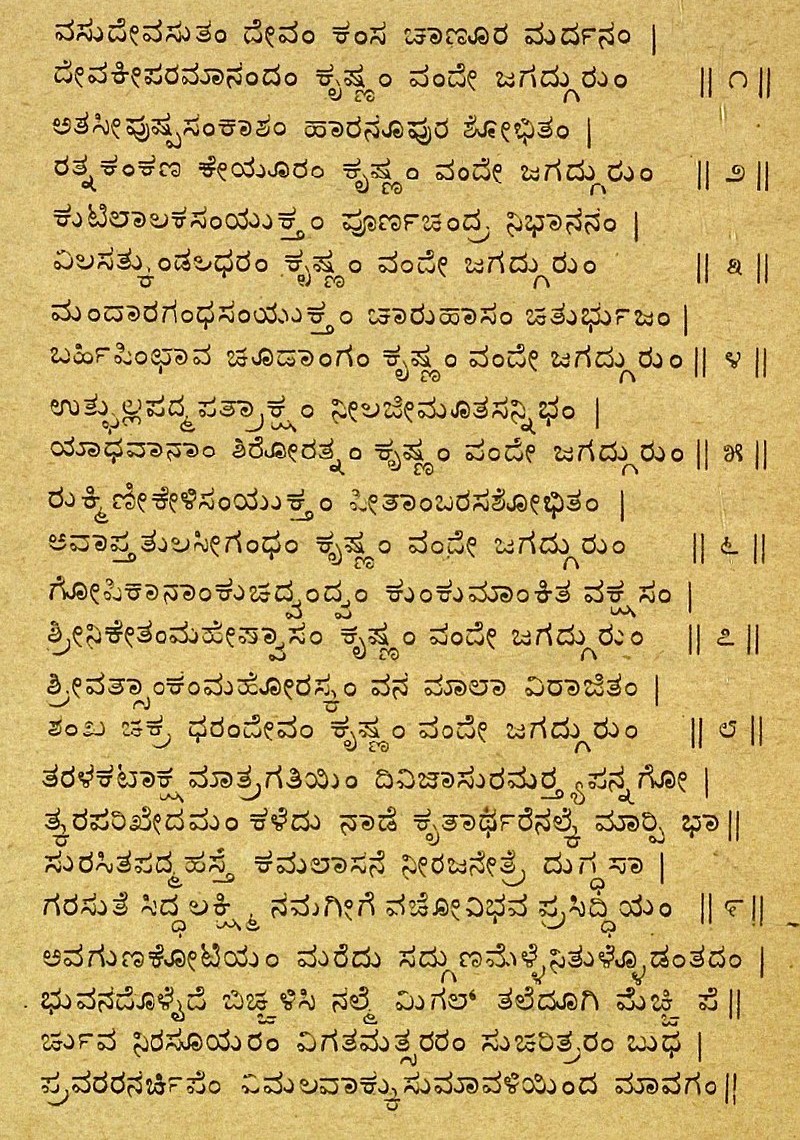 ವಸುದೇವಸುತಂ ದೇವಂ ಕಂಸ ಚಾಣೂರ ಮರ್ದನಂ |
ದೇವಕೀಪರಮಾನಂದಂ ಕೃಷ್ಣಂ ವಂದೇ ಜಗದ್ಗುರುಂ || ೧ ||
ಅತಸೀಪುಷ್ಪಸಂಕಾಶಂ ಹಾರನೂಪುರ ಶೋಭಿತಂ |
ರತ್ನಕಂಕಣ ಕೇಯೂರಂ ಕೃಷ್ಣಂ ವಂದೇ ಜಗದ್ಗುರುಂ || ೨ ||
ಕುಟಿಲಾಲಕಸಂಯುಕ್ತಂ ಪೂರ್ಣಚಂದ್ರ ನಿಭಾನನಂ |
ವಿಲಸತ್ಕುಂಡಲಧರಂ ಕೃಷ್ಣಂ ವಂದೇ ಜಗದ್ಗುರುಂ || ೩ ||
ಮಂದಾರಗಂಧಸಂಯುಕ್ತಂ ಚಾರುಹಾಸಂ ಚತುರ್ಭುಜಂ |
ಬರ್ಹಿಪಿಂಛಾವ ಚೂಡಾಂಗಂ ಕೃಷ್ಣಂ ವಂದೇ ಜಗದ್ಗುರುಂ || ೪ ||
ಉತ್ಫುಲ್ಲಪದ್ಮಪತ್ರಾಕ್ಷಂ ನೀಲಜೀಮೂತಸನ್ನಿಭಂ |
ಯಾಧವಾನಾಂ ಶಿರೋರತ್ನಂ ಕೃಷ್ಣಂ ವಂದೇ ಜಗದ್ಗುರುಂ || ೫ ||
ರುಕ್ಮಿಣೀಕೇಳಿಸಂಯುಕ್ತಂ ಪೀತಾಂಬರಸಶೋಭಿತಂ |
ಅವಾಪ್ತತುಲಸೀಗಂಧಂ ಕೃಷ್ಣಂ ವಂದೇ ಜಗದ್ಗುರುಂ || ೬ ||
ಗೋಪಿಕಾನಾಂಕುಚದ್ವಂದ್ವಂ ಕುಂಕುಮಾಂಕಿತ ವಕ್ಷಸಂ |
ಶ್ರೀನಿಕೇತಂಮಹೇಷ್ವಾಸಂ ಕೃಷ್ಣಂ ವಂದೇ ಜಗದ್ಗುರುಂ || ೭ ||
ಶ್ರೀವತ್ಸಾಂಕಂಮಹೋರಸ್ಕಂ ವನ ಮಾಲಾ ವಿರಾಜಿತಂ |
ಶಂಖ ಚಕ್ರ ಧರಂದೇವಂ ಕೃಷ್ಣಂ ವಂದೇ ಜಗದ್ಗುರುಂ || ೮ ||
ತರಳಕಟಾಕ್ಷ ಮಾತ್ರಗತಿಯಿಂ ದಿವಿಜಾಸುರಮರ್ತ್ಯಪನ್ನಗೋ |
ತ್ಕರಪರಿಖೇದಮಂ ಕಳೆದು ನಾಡೆ ಕೃತಾರ್ಥರೆನಲ್ಕೆ ಮಾರ್ಪಿ ಭಾ ||
ಸುರಸಿತಪದ್ಮಹಸ್ತೆ ಕಮಲಾಸನೆ ನೀರಜನೇತ್ರೆ ದುಗ್ಧಸಾ |
ಗರಸುತೆ ಸಿದ್ಧಲಕ್ಷ್ಮಿ ನಮಗೀಗೆ ವಚೋವಿಭವ ಪ್ರಸಿದ್ಧಿಯಂ || ೯ ||
ಅವಗುಣಕೋಟಿಯಂ ಮರೆದು ಸದ್ಗುಣಮೆಳ್ಳೆನಿತುಳ್ಳೊಡಂತದಂ |
ಭುವನದೊಳೈದೆ ಬಿಚ್ಚಳಿಸಿ ನಲ್ಮೆ ಮಿಗಲ್ ತಲೆದೂಗಿ ಮೆಚ್ಚಿ ಪೆ ||
ರ್ಚುವ ನಿರಸೂಯರಂ ವಿಗತಮತ್ಸರರಂ ಸುಚರಿತ್ರರಂ ಬುಧ |
ಪ್ರವರರನರ್ಚಿಪೆಂ ವಿಮಲವಾಕ್ಕುಸುಮಾವಳಿಯಿಂದ ಮಾವಗಂ ||